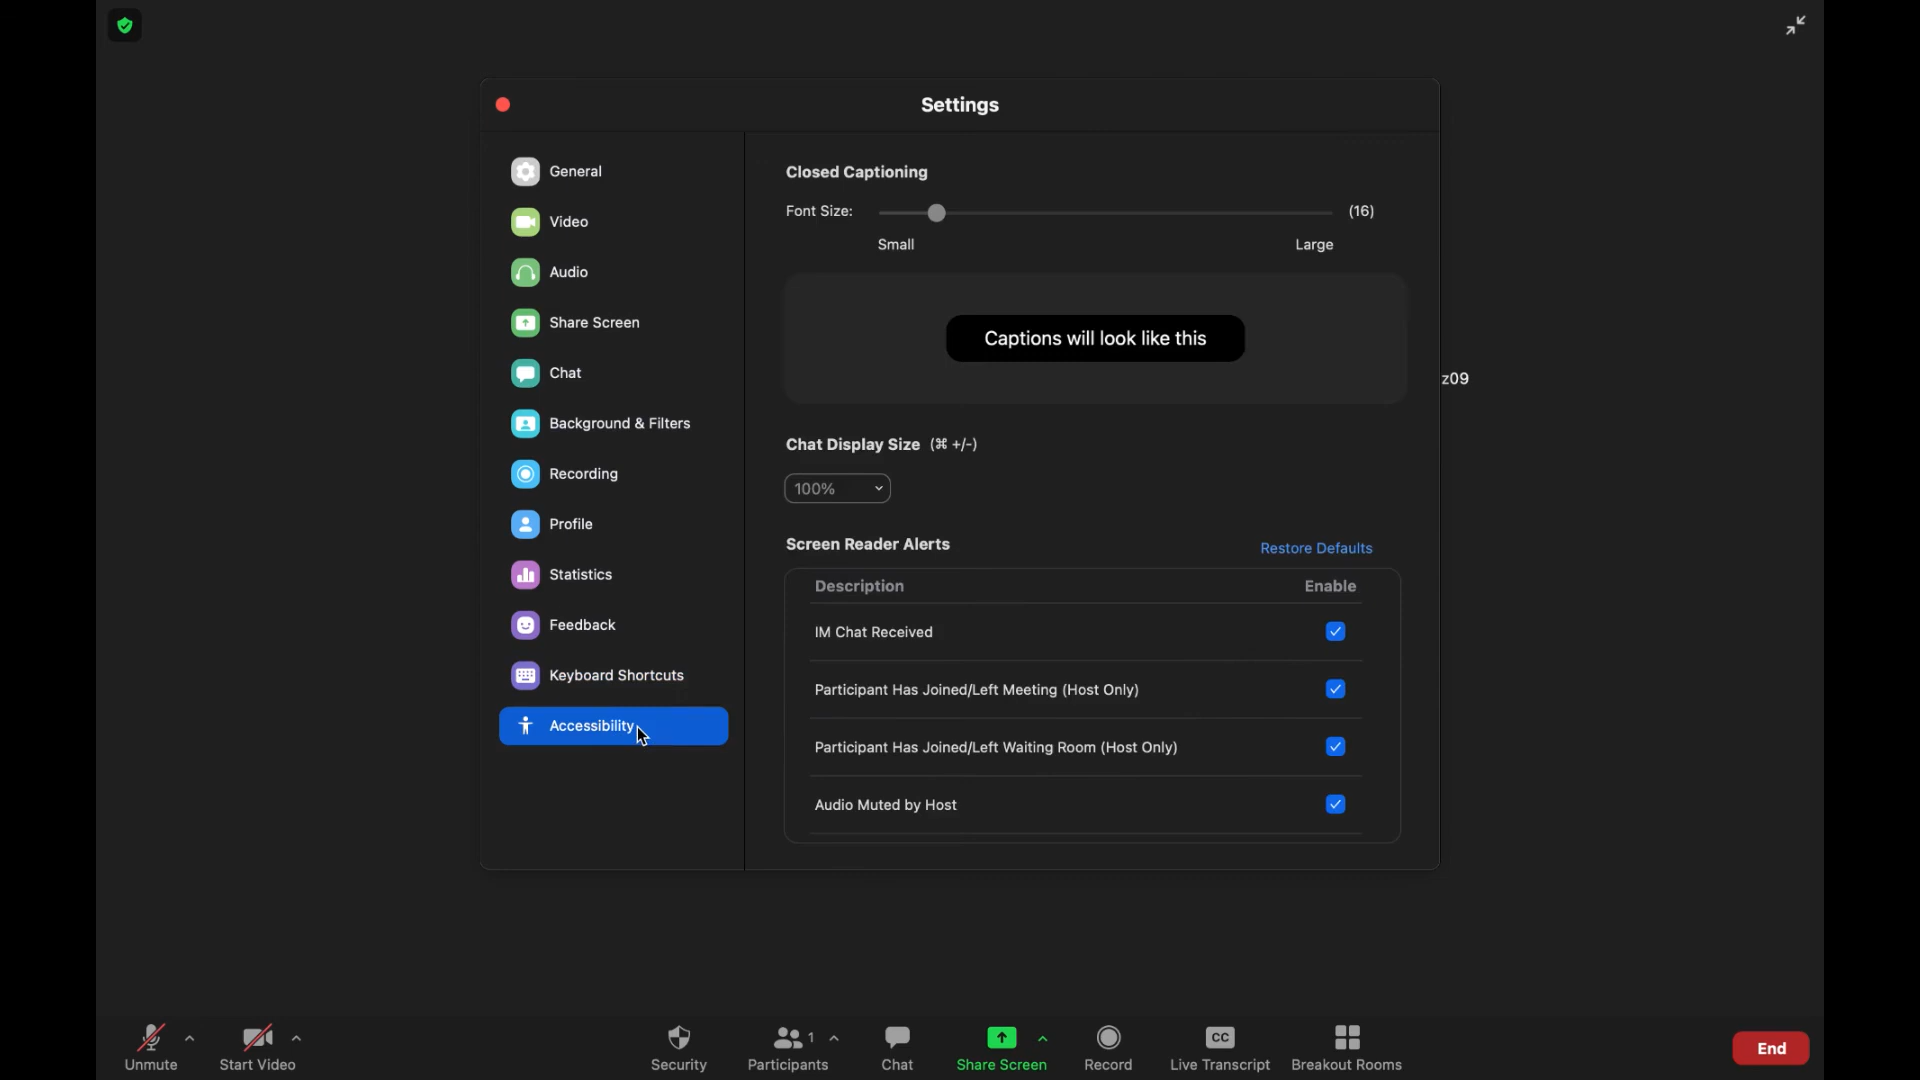 Settings
General
Video
Audio
Share Screen
Chat
Background & Filters
Recording
Profile
Statistics
Feedback
Keyboard Shortcuts
Accessibility
Closed Captioning
Font Size: (16)
Small Large
Captions will look like this
z09
Chat Display Size (⌘ +/-)
100%
Screen Reader Alerts Restore Defaults
Description Enable
IM Chat Received
Participant Has Joined/Left Meeting (Host Only)
Participant Has Joined/Left Waiting Room (Host Only)
Audio Muted by Host
1
CC
Unmute Start Video Security Participants Chat Share Screen Record Live Transcript Breakout Rooms End